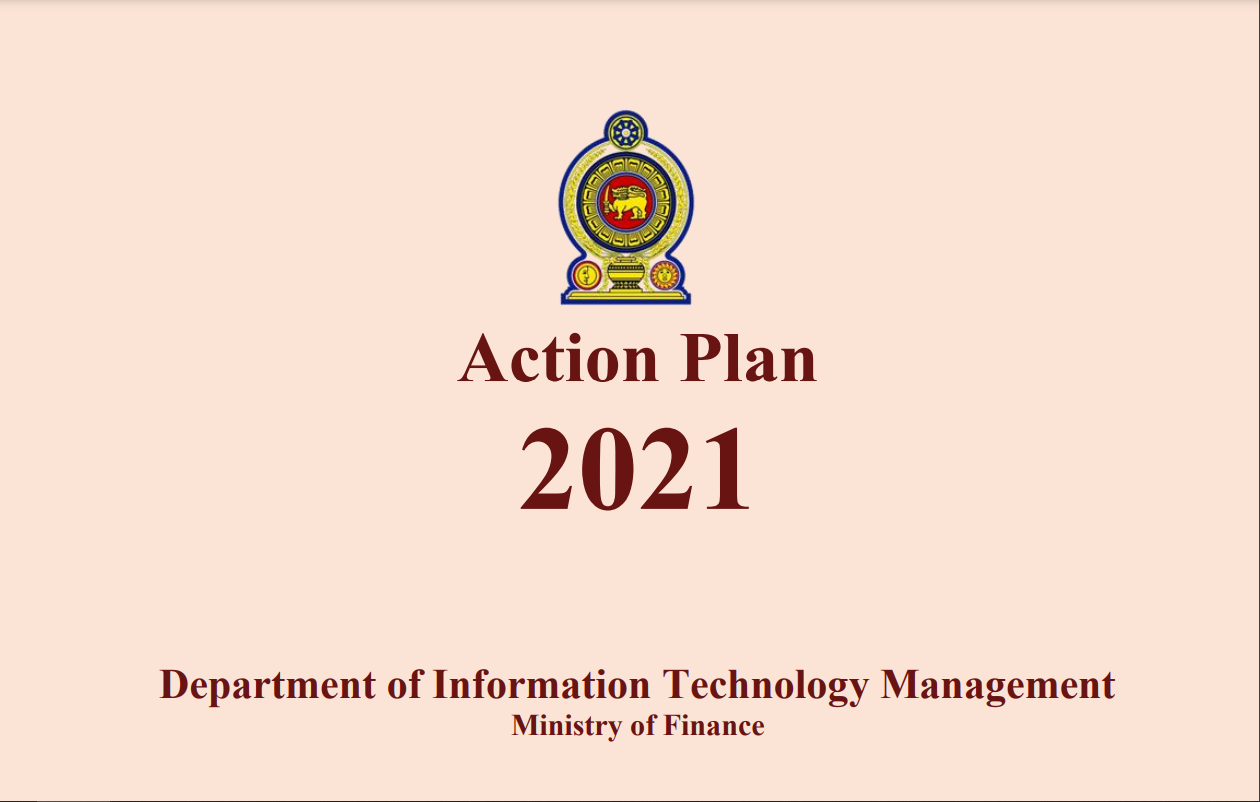 Action Plan
2021
Department of Information Technology Management
Ministry of Finance